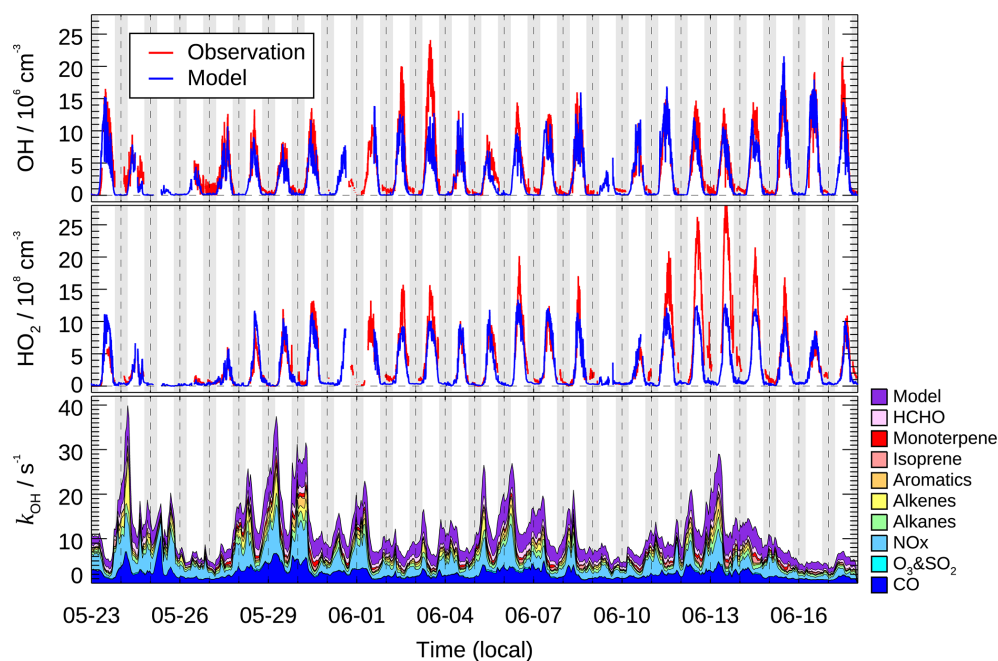 OH / 10⁶ cm⁻³
25
20
15
10
5
0
Observation
Model
HO₂ / 10⁸ cm⁻³
25
20
15
10
5
0
kOH / s⁻¹
40
30
20
10
0
Model
HCHO
Monoterpene
Isoprene
Aromatics
Alkenes
Alkanes
NOx
O₃&SO₂
CO
05-23 05-26 05-29 06-01 06-04 06-07 06-10 06-13 06-16
Time (local)